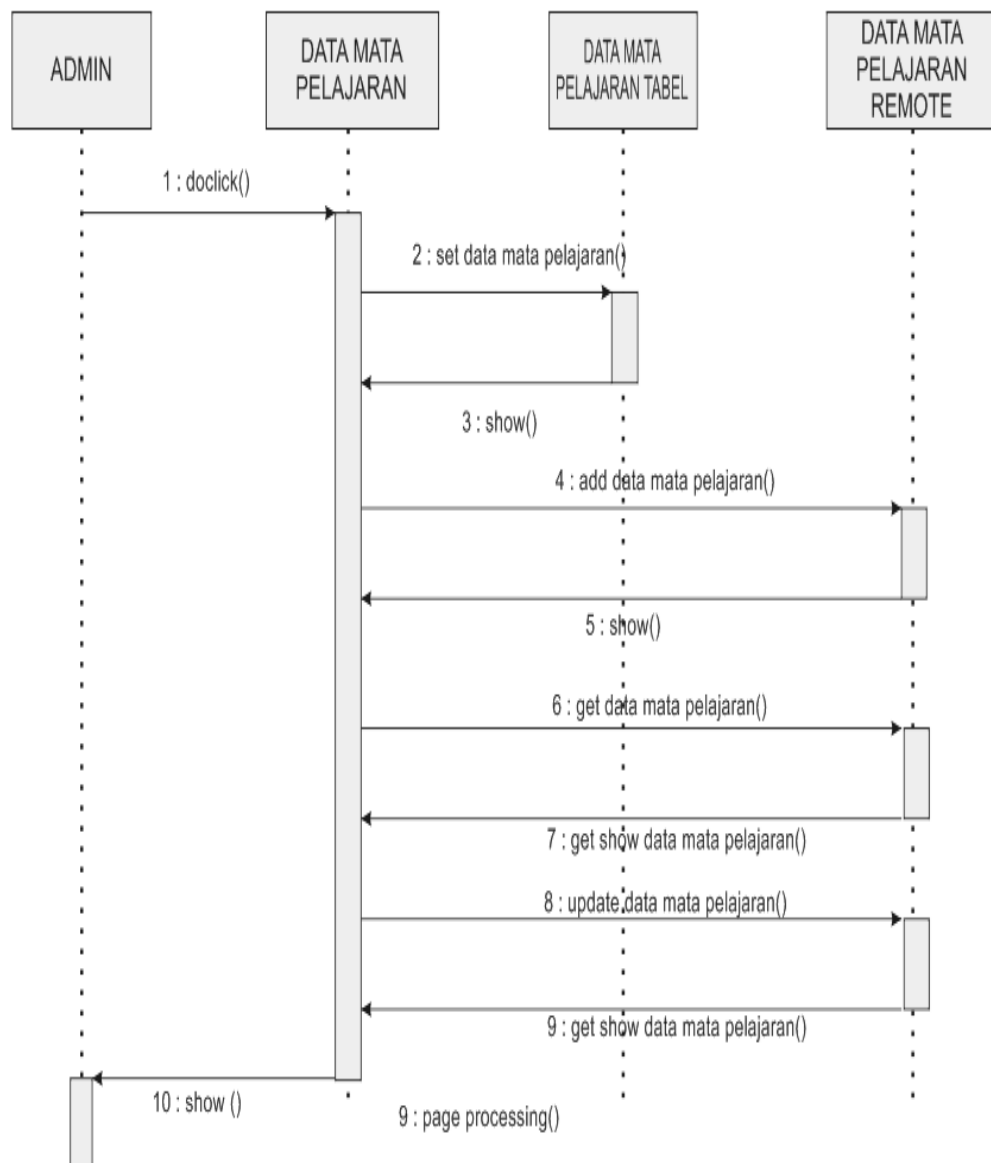 ADMIN
DATA MATA
PELAJARAN
DATA MATA
PELAJARAN TABEL
DATA MATA
PELAJARAN
REMOTE
1 : doclick()
2 : set data mata pelajaran()
3 : show()
4 : add data mata pelajaran()
5 : show()
6 : get data mata pelajaran()
7 : get show data mata pelajaran()
8 : update data mata pelajaran()
9 : get show data mata pelajaran()
10 : show ()
9 : page processing()